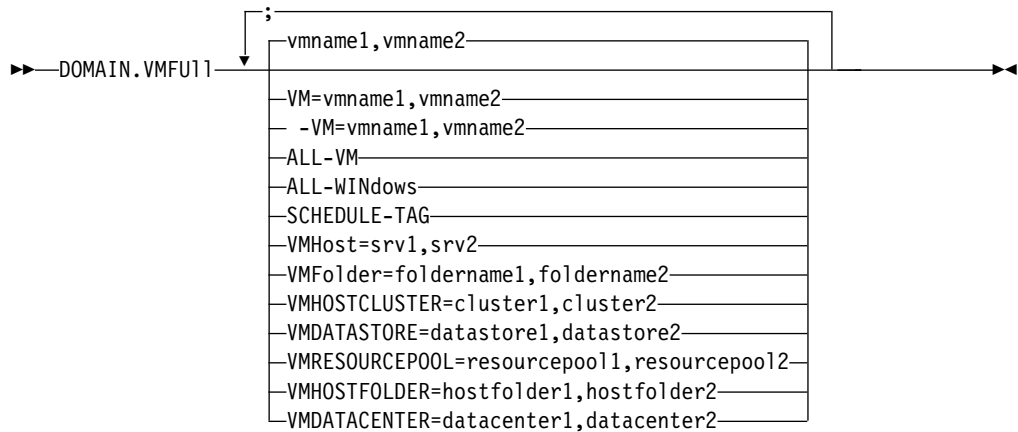 ;
vmname1,vmname2
DOMAIN.VMFUll
VM=vmname1,vmname2
-VM=vmname1,vmname2
ALL-VM
ALL-WINdows
SCHEDULE-TAG
VMHost=srv1,srv2
VMFolder=foldername1,foldername2
VMHOSTCLUSTER=cluster1,cluster2
VMDATASTORE=datastore1,datastore2
VMRESOURCEPOOL=resourcepool1,resourcepool2
VMHOSTFOLDER=hostfolder1,hostfolder2
VMDATACENTER=datacenter1,datacenter2